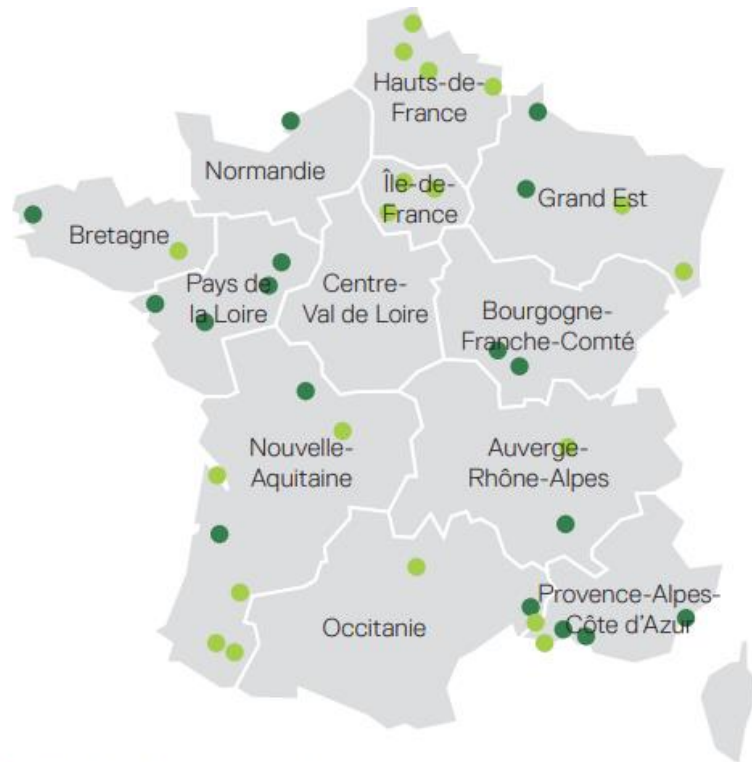 Hauts-de-
France
Normandie
Île-de-
France
Grand Est
Bretagne
Pays de
la Loire
Centre-
Val de Loire
Bourgogne-
Franche-Comté
Nouvelle-
Aquitaine
Auverge-
Rhône-Alpes
Occitanie
Provence-Alpes-
Côte d'Azur